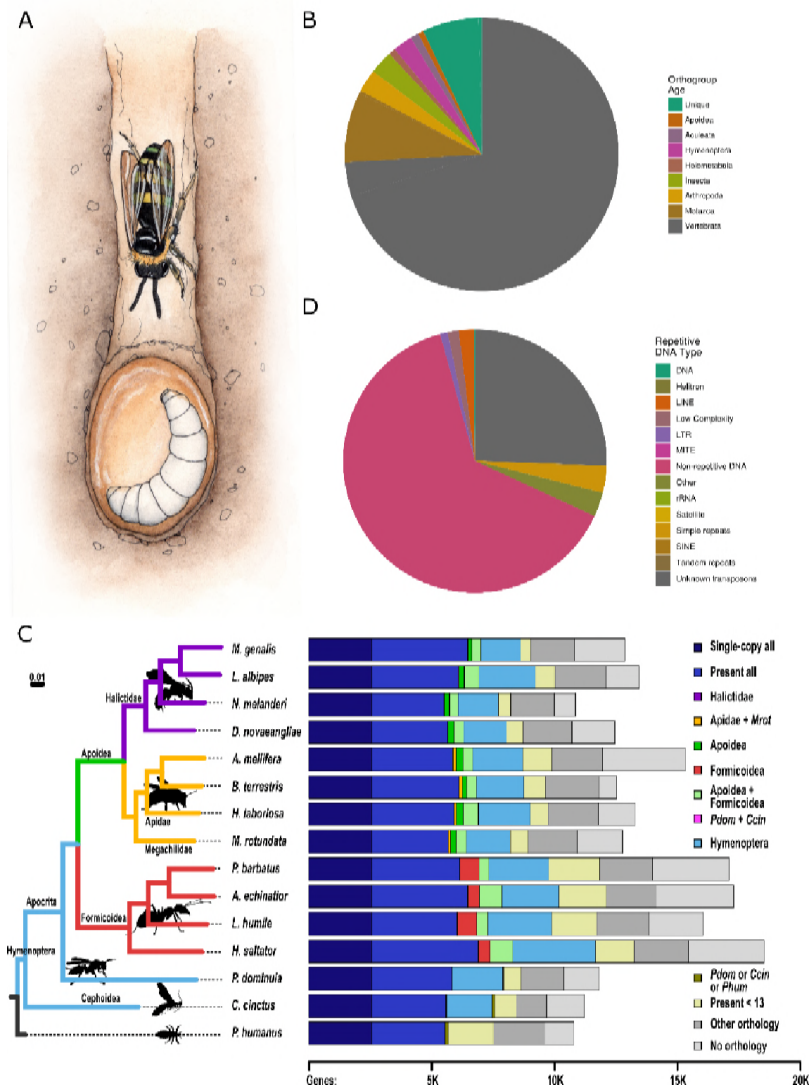 A
B
Orthogroup
Age
Unique
Apoidea
Aculeata
Hymenoptera
Holometabola
Insecta
Arthropoda
Metazoa
Vertebrata
D
Repetitive
DNA Type
DNA
Helitron
LINE
Low Complexity
LTR
MITE
Non-repetitive DNA
Other
rRNA
Satellite
Simple repeats
SINE
Tandem repeats
Unknown transposons
C
0.01
Halictidae
Apoidea
Apidae
Megachilidae
Apocrita
Formicoidea
Hymenoptera
Cephoidea
M. genalis
L. albipes
N. melanderi
D. novaeangliae
A. mellifera
B. terrestris
H. laboriosa
M. rotundata
P. barbatus
A. echinatior
L. humile
H. saltator
P. dominula
C. cinctus
P. humanus
Single-copy all
Present all
Halictidae
Apidae + Mrot
Apoidea
Formicoidea
Apoidea +
Formicoidea
Pdom + Ccin
Hymenoptera
Pdom or Ccin
or Phum
Present < 13
Other orthology
No orthology
Genes:
5K
10K
15K
20K